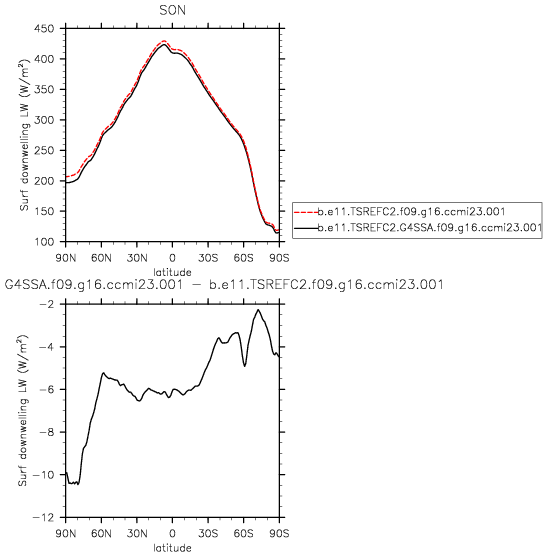 SON
450
400
350
300
250
200
150
100
Surf downwelling LW (W/m²)
90N 60N 30N 0 30S 60S 90S
latitude
b.e11.TSREFC2.f09.g16.ccmi23.001
b.e11.TSREFC2.G4SSA.f09.g16.ccmi23.001
G4SSA.f09.g16.ccmi23.001 − b.e11.TSREFC2.f09.g16.ccmi23.001
−2
−4
−6
−8
−10
−12
Surf downwelling LW (W/m²)
90N 60N 30N 0 30S 60S 90S
latitude